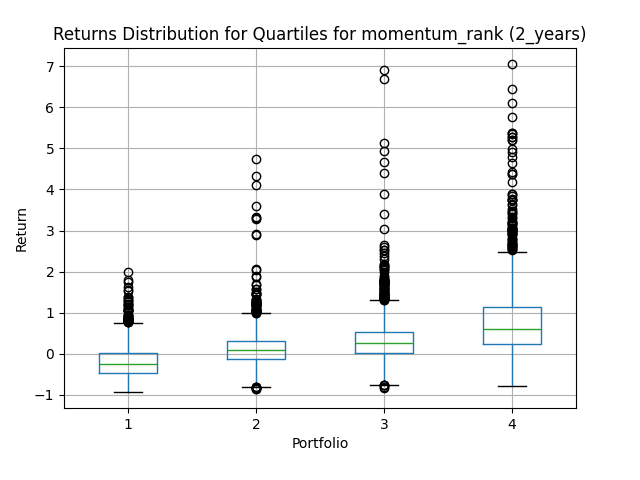 Returns Distribution for Quartiles for momentum_rank (2_years)
7
6
5
4
3
2
1
0
−1
Return
1 2 3 4
Portfolio